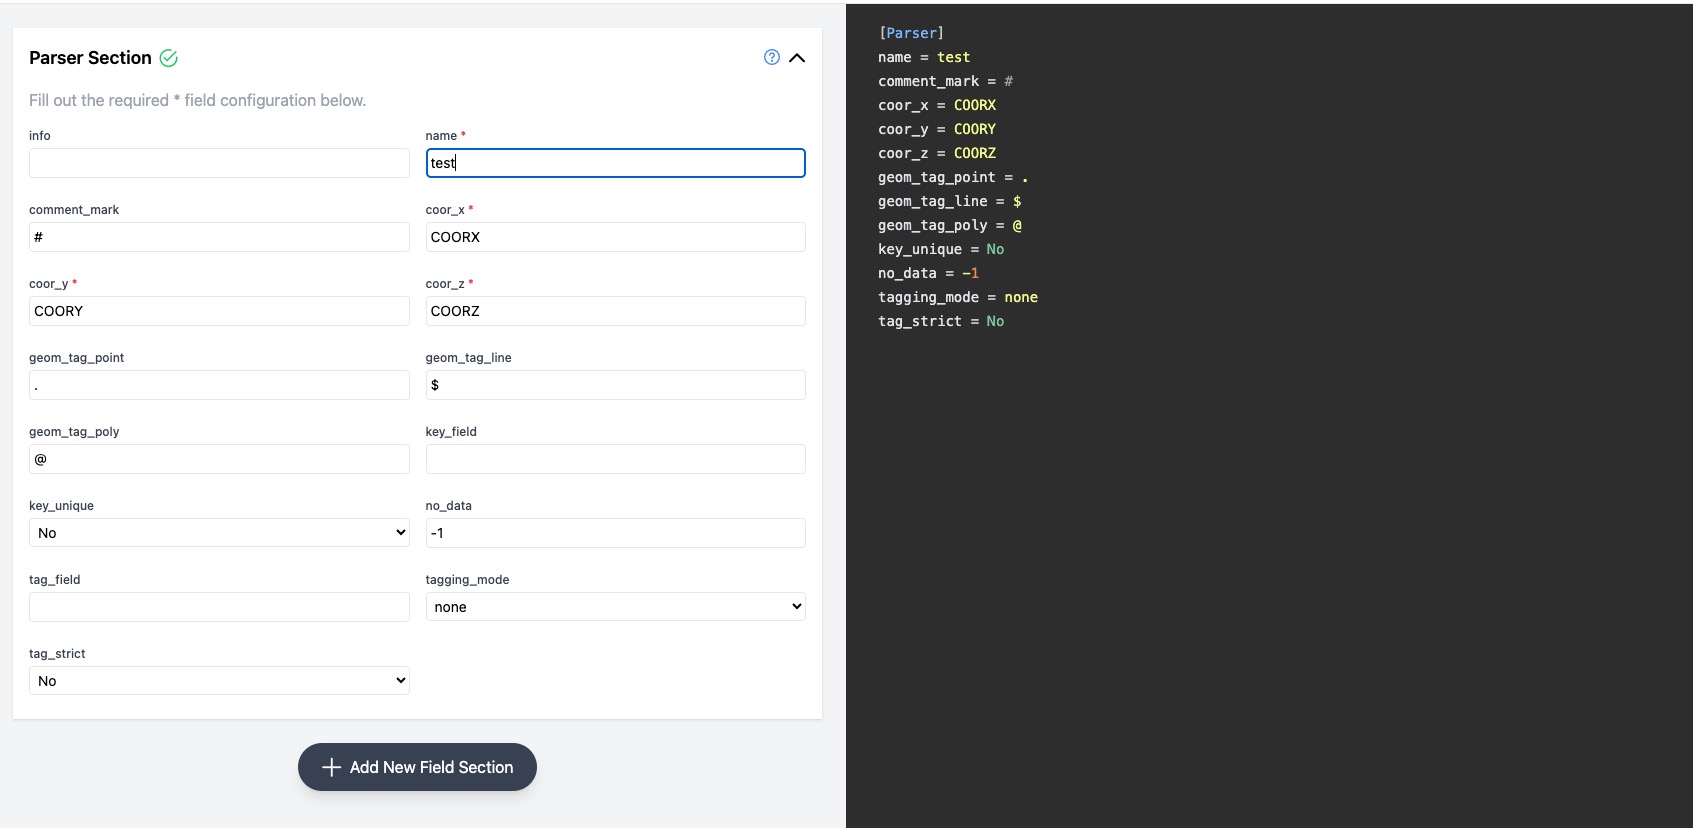 Parser Section
Fill out the required * field configuration below.
info
name *
test
comment_mark
coor_x *
#
COORX
coor_y *
coor_z *
COORY
COORZ
geom_tag_point
geom_tag_line
.
$
geom_tag_poly
key_field
@
key_unique
no_data
No
-1
tag_field
tagging_mode
none
tag_strict
No
Add New Field Section
[Parser]
name = test
comment_mark = #
coor_x = COORX
coor_y = COORY
coor_z = COORZ
geom_tag_point = .
geom_tag_line = $
geom_tag_poly = @
key_unique = No
no_data = -1
tagging_mode = none
tag_strict = No